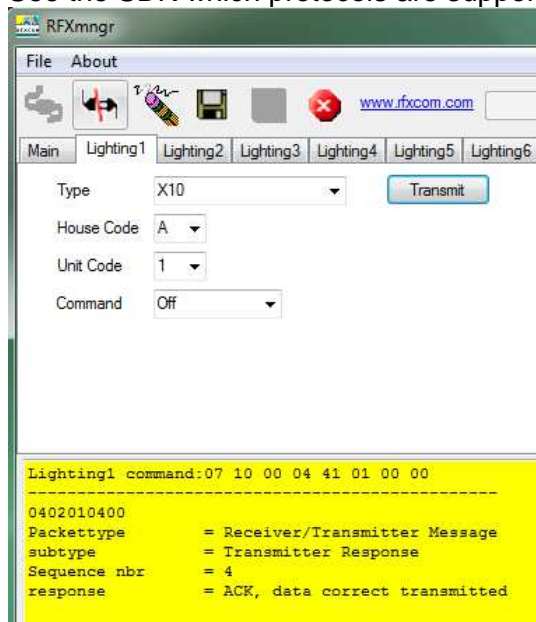 RFXmngr
File About
www.rfxcom.com
Main Lighting1 Lighting2 Lighting3 Lighting4 Lighting5 Lighting6
Type X10 Transmit
House Code A
Unit Code 1
Command Off
Lighting1 command:07 10 00 04 41 01 00 00
------------------------------------------------
0402010400
Packettype = Receiver/Transmitter Message
subtype = Transmitter Response
Sequence nbr = 4
response = ACK, data correct transmitted